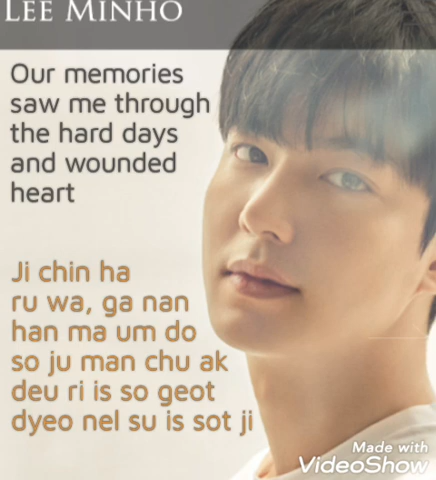 LEE MINHO
Our memories
saw me through
the hard days
and wounded
heart
Ji chin ha
ru wa, ga nan
han ma um do
so ju man chu ak
deu ri is so geot
dyeo nel su is sot ji
Made with
VideoShow